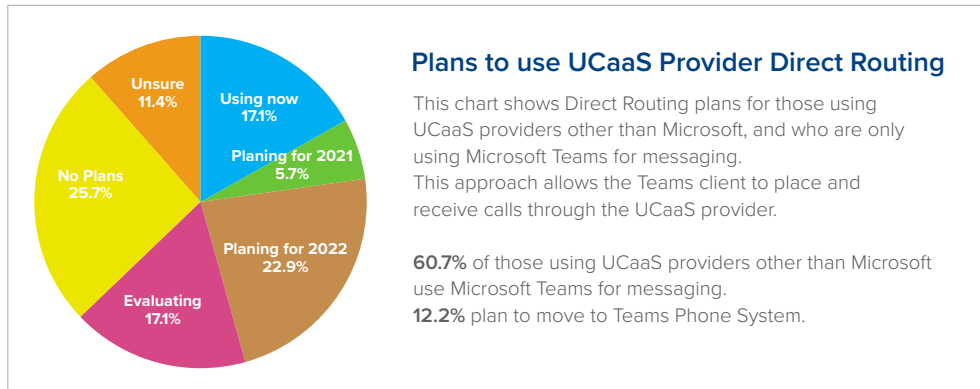 Plans to use UCaaS Provider Direct Routing
This chart shows Direct Routing plans for those using
UCaaS providers other than Microsoft, and who are only
using Microsoft Teams for messaging.
This approach allows the Teams client to place and
receive calls through the UCaaS provider.
60.7% of those using UCaaS providers other than Microsoft
use Microsoft Teams for messaging.
12.2% plan to move to Teams Phone System.
Using now
17.1%
Planing for 2021
5.7%
Planing for 2022
22.9%
Evaluating
17.1%
No Plans
25.7%
Unsure
11.4%